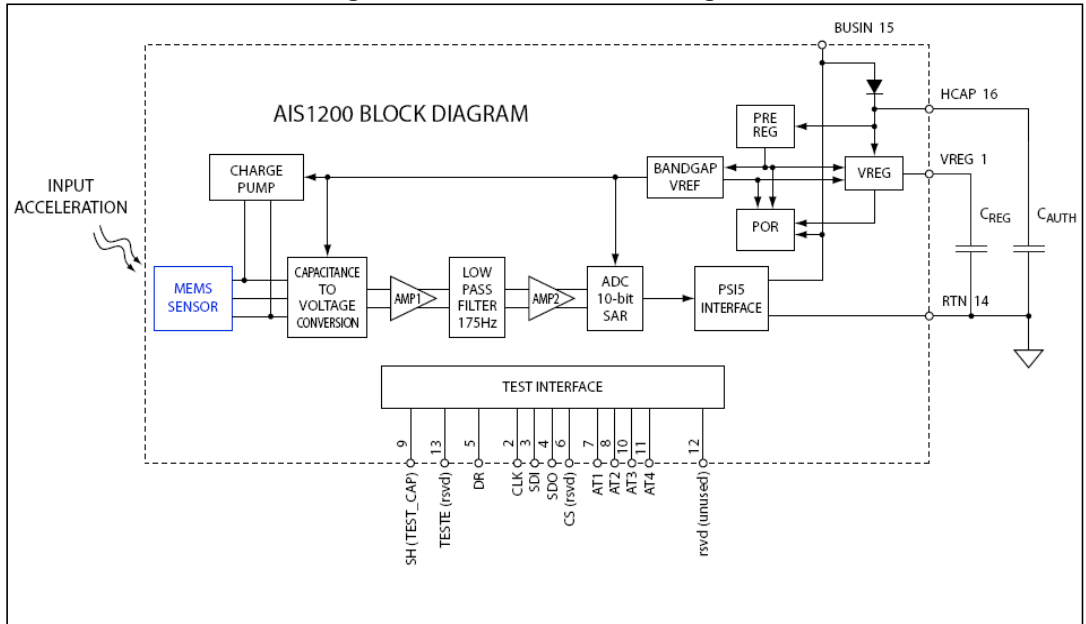 BUSIN 15
AIS1200 BLOCK DIAGRAM
HCAP 16
PRE
REG
CHARGE
PUMP
BANDGAP
VREF
VREG
VREG 1
INPUT
ACCELERATION
POR
CREG
CAUTH
MEMS
SENSOR
CAPACITANCE
TO
VOLTAGE
CONVERSION
AMP1
LOW
PASS
FILTER
175Hz
AMP2
ADC
10-bit
SAR
PSI5
INTERFACE
RTN 14
TEST INTERFACE
9
13
5
2
3
4
6
7
8
10
11
12
SH (TEST_CAP)
TESTE (rsvd)
DR
CLK
SDI
SDO
CS (rsvd)
AT1
AT2
AT3
AT4
rsvd (unused)